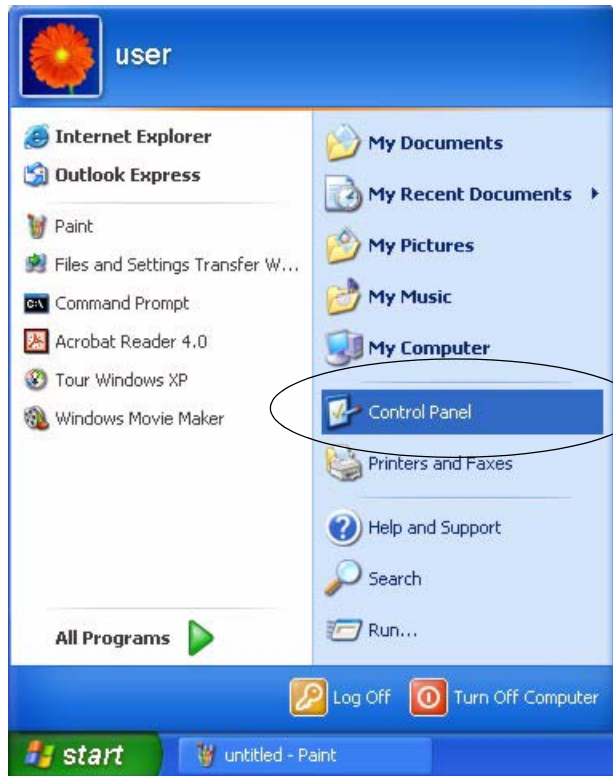 user
Internet Explorer
Outlook Express
Paint
Files and Settings Transfer W...
Command Prompt
Acrobat Reader 4.0
Tour Windows XP
Windows Movie Maker
All Programs
My Documents
My Recent Documents
My Pictures
My Music
My Computer
Control Panel
Printers and Faxes
Help and Support
Search
Run...
Log Off
Turn Off Computer
start
untitled - Paint